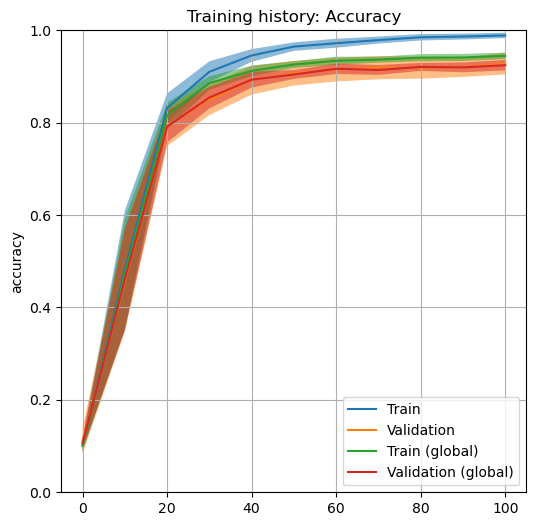 Training history: Accuracy
1.0
0.8
0.6
0.4
0.2
0.0
accuracy
Train
Validation
Train (global)
Validation (global)
0 20 40 60 80 100